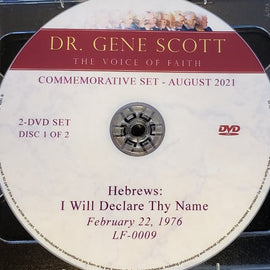 DR. GENE SCOTT
THE VOICE OF FAITH
COMMEMORATIVE SET - AUGUST 2021
2-DVD SET
DISC 1 OF 2
DVD
Hebrews:
I Will Declare Thy Name
February 22, 1976
LF-0009